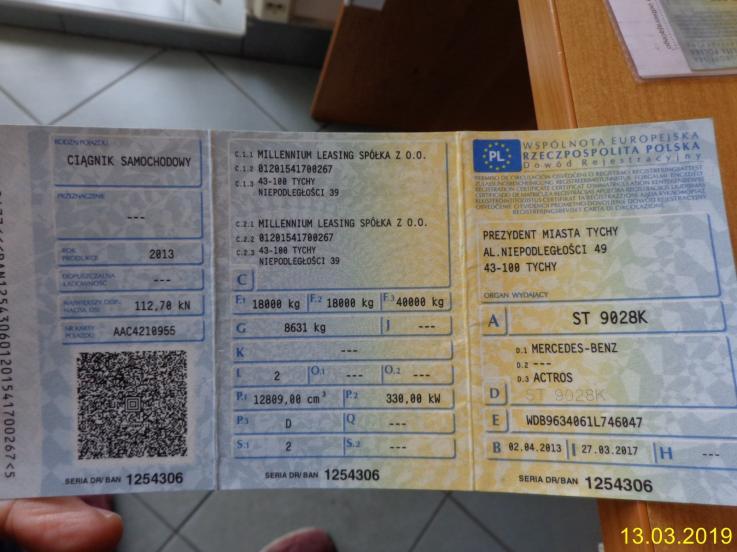 RODZAJ POJAZDU
CIĄGNIK SAMOCHODOWY
PRZEZNACZENIE
---
ROK PRODUKCJI 2013
DOPUSZCZALNA ŁADOWNOŚĆ ---
NAJWIĘKSZY DOP. NACISK OSI 112,70 kN
NR KARTY POJAZDU AAC4210955
SERIA DR/BAN 1254306
C.1.1 MILLENNIUM LEASING SPÓŁKA Z O.O.
C.1.2 01201541700267
C.1.3 43-100 TYCHY
NIEPODLEGŁOŚCI 39
C.2.1 MILLENNIUM LEASING SPÓŁKA Z O.O.
C.2.2 01201541700267
C.2.3 43-100 TYCHY
NIEPODLEGŁOŚCI 39
C
F.1 18000 kg F.2 18000 kg F.3 40000 kg
G 8631 kg J ---
K ---
L 2 O.1 --- O.2 ---
P.1 12809,00 cm³ P.2 330,00 kW
P.3 D Q ---
S.1 2 S.2 ---
SERIA DR/BAN 1254306
PL
WSPÓLNOTA EUROPEJSKA
RZECZPOSPOLITA POLSKA
Dowód Rejestracyjny
PREZYDENT MIASTA TYCHY
AL.NIEPODLEGŁOŚCI 49
43-100 TYCHY
ORGAN WYDAJĄCY
A ST 9028K
D.1 MERCEDES-BENZ
D.2 ---
D.3 ACTROS
D ST 9028K
E WDB9634061L746047
B 02.04.2013 I 27.03.2017 H ---
SERIA DR/BAN 1254306
13.03.2019